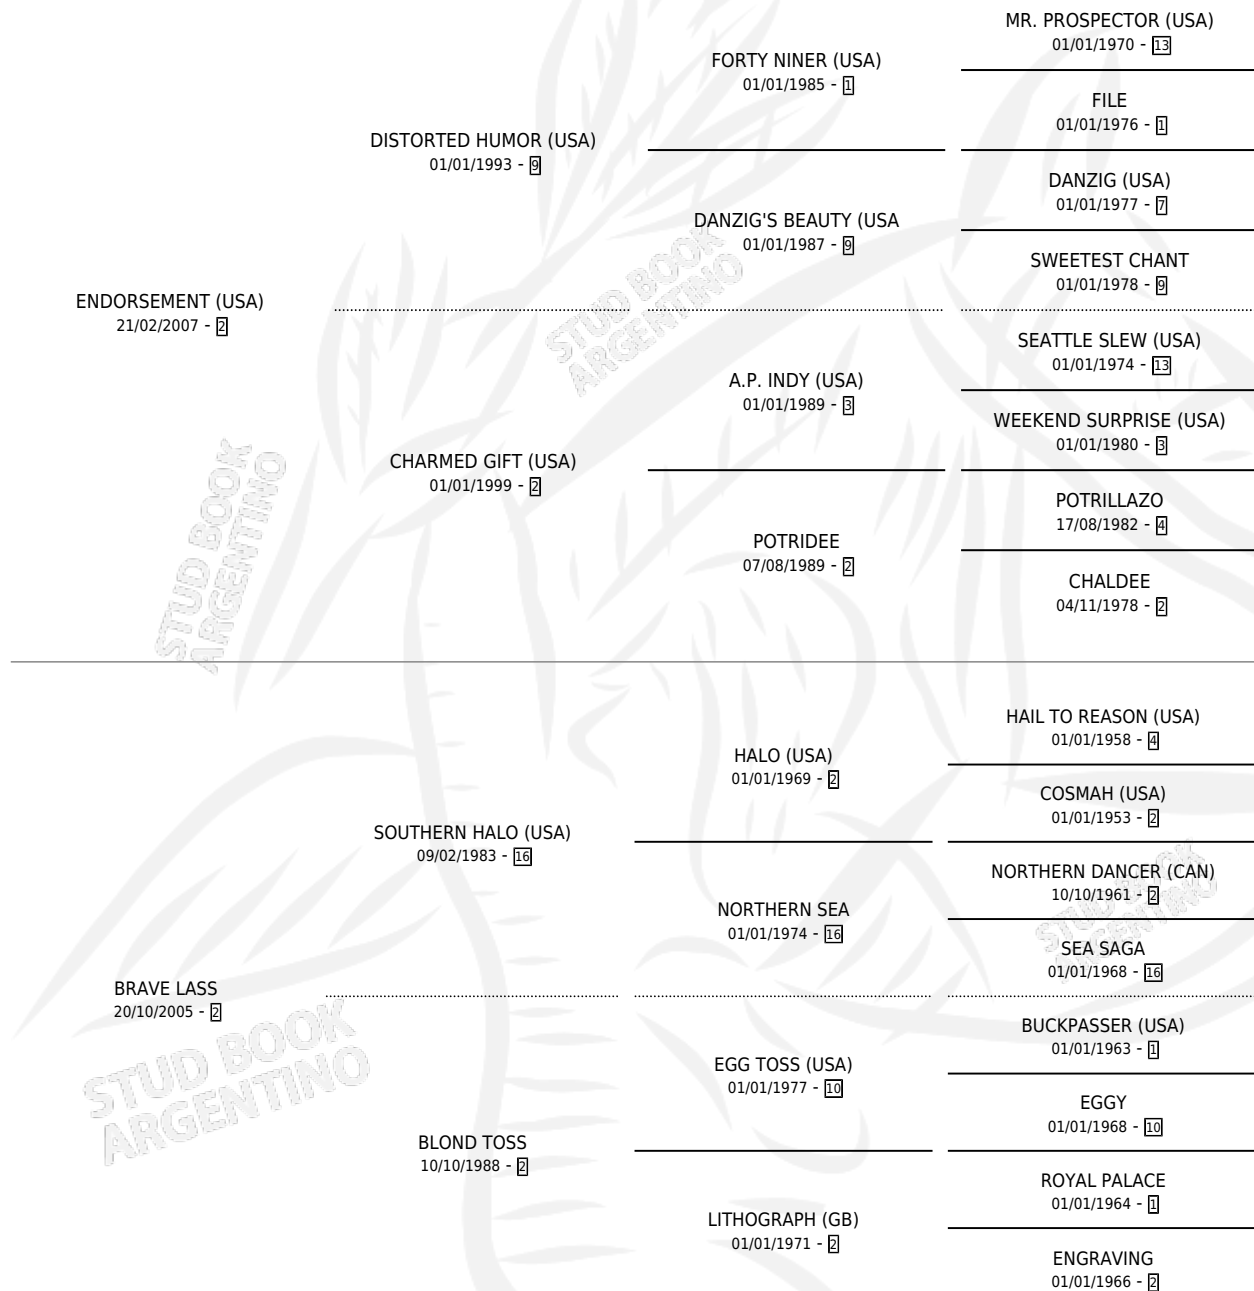 MR. PROSPECTOR (USA)
01/01/1970 - 13
FORTY NINER (USA)
01/01/1985 - 1
FILE
01/01/1976 - 1
DISTORTED HUMOR (USA)
01/01/1993 - 9
DANZIG (USA)
01/01/1977 - 7
DANZIG'S BEAUTY (USA
01/01/1987 - 9
SWEETEST CHANT
01/01/1978 - 9
ENDORSEMENT (USA)
21/02/2007 - 2
SEATTLE SLEW (USA)
01/01/1974 - 13
A.P. INDY (USA)
01/01/1989 - 3
WEEKEND SURPRISE (USA)
01/01/1980 - 3
CHARMED GIFT (USA)
01/01/1999 - 2
POTRILLAZO
17/08/1982 - 4
POTRIDEE
07/08/1989 - 2
CHALDEE
04/11/1978 - 2
HAIL TO REASON (USA)
01/01/1958 - 4
HALO (USA)
01/01/1969 - 2
COSMAH (USA)
01/01/1953 - 2
SOUTHERN HALO (USA)
09/02/1983 - 16
NORTHERN DANCER (CAN)
10/10/1961 - 2
NORTHERN SEA
01/01/1974 - 16
SEA SAGA
01/01/1968 - 16
BRAVE LASS
20/10/2005 - 2
BUCKPASSER (USA)
01/01/1963 - 1
EGG TOSS (USA)
01/01/1977 - 10
EGGY
01/01/1968 - 10
BLOND TOSS
10/10/1988 - 2
ROYAL PALACE
01/01/1964 - 1
LITHOGRAPH (GB)
01/01/1971 - 2
ENGRAVING
01/01/1966 - 2
STUD BOOK
ARGENTINO
STUD BOOK
ARGENTINO
STUD BOOK
ARGENTINO
STUD BOOK
ARGENTINO